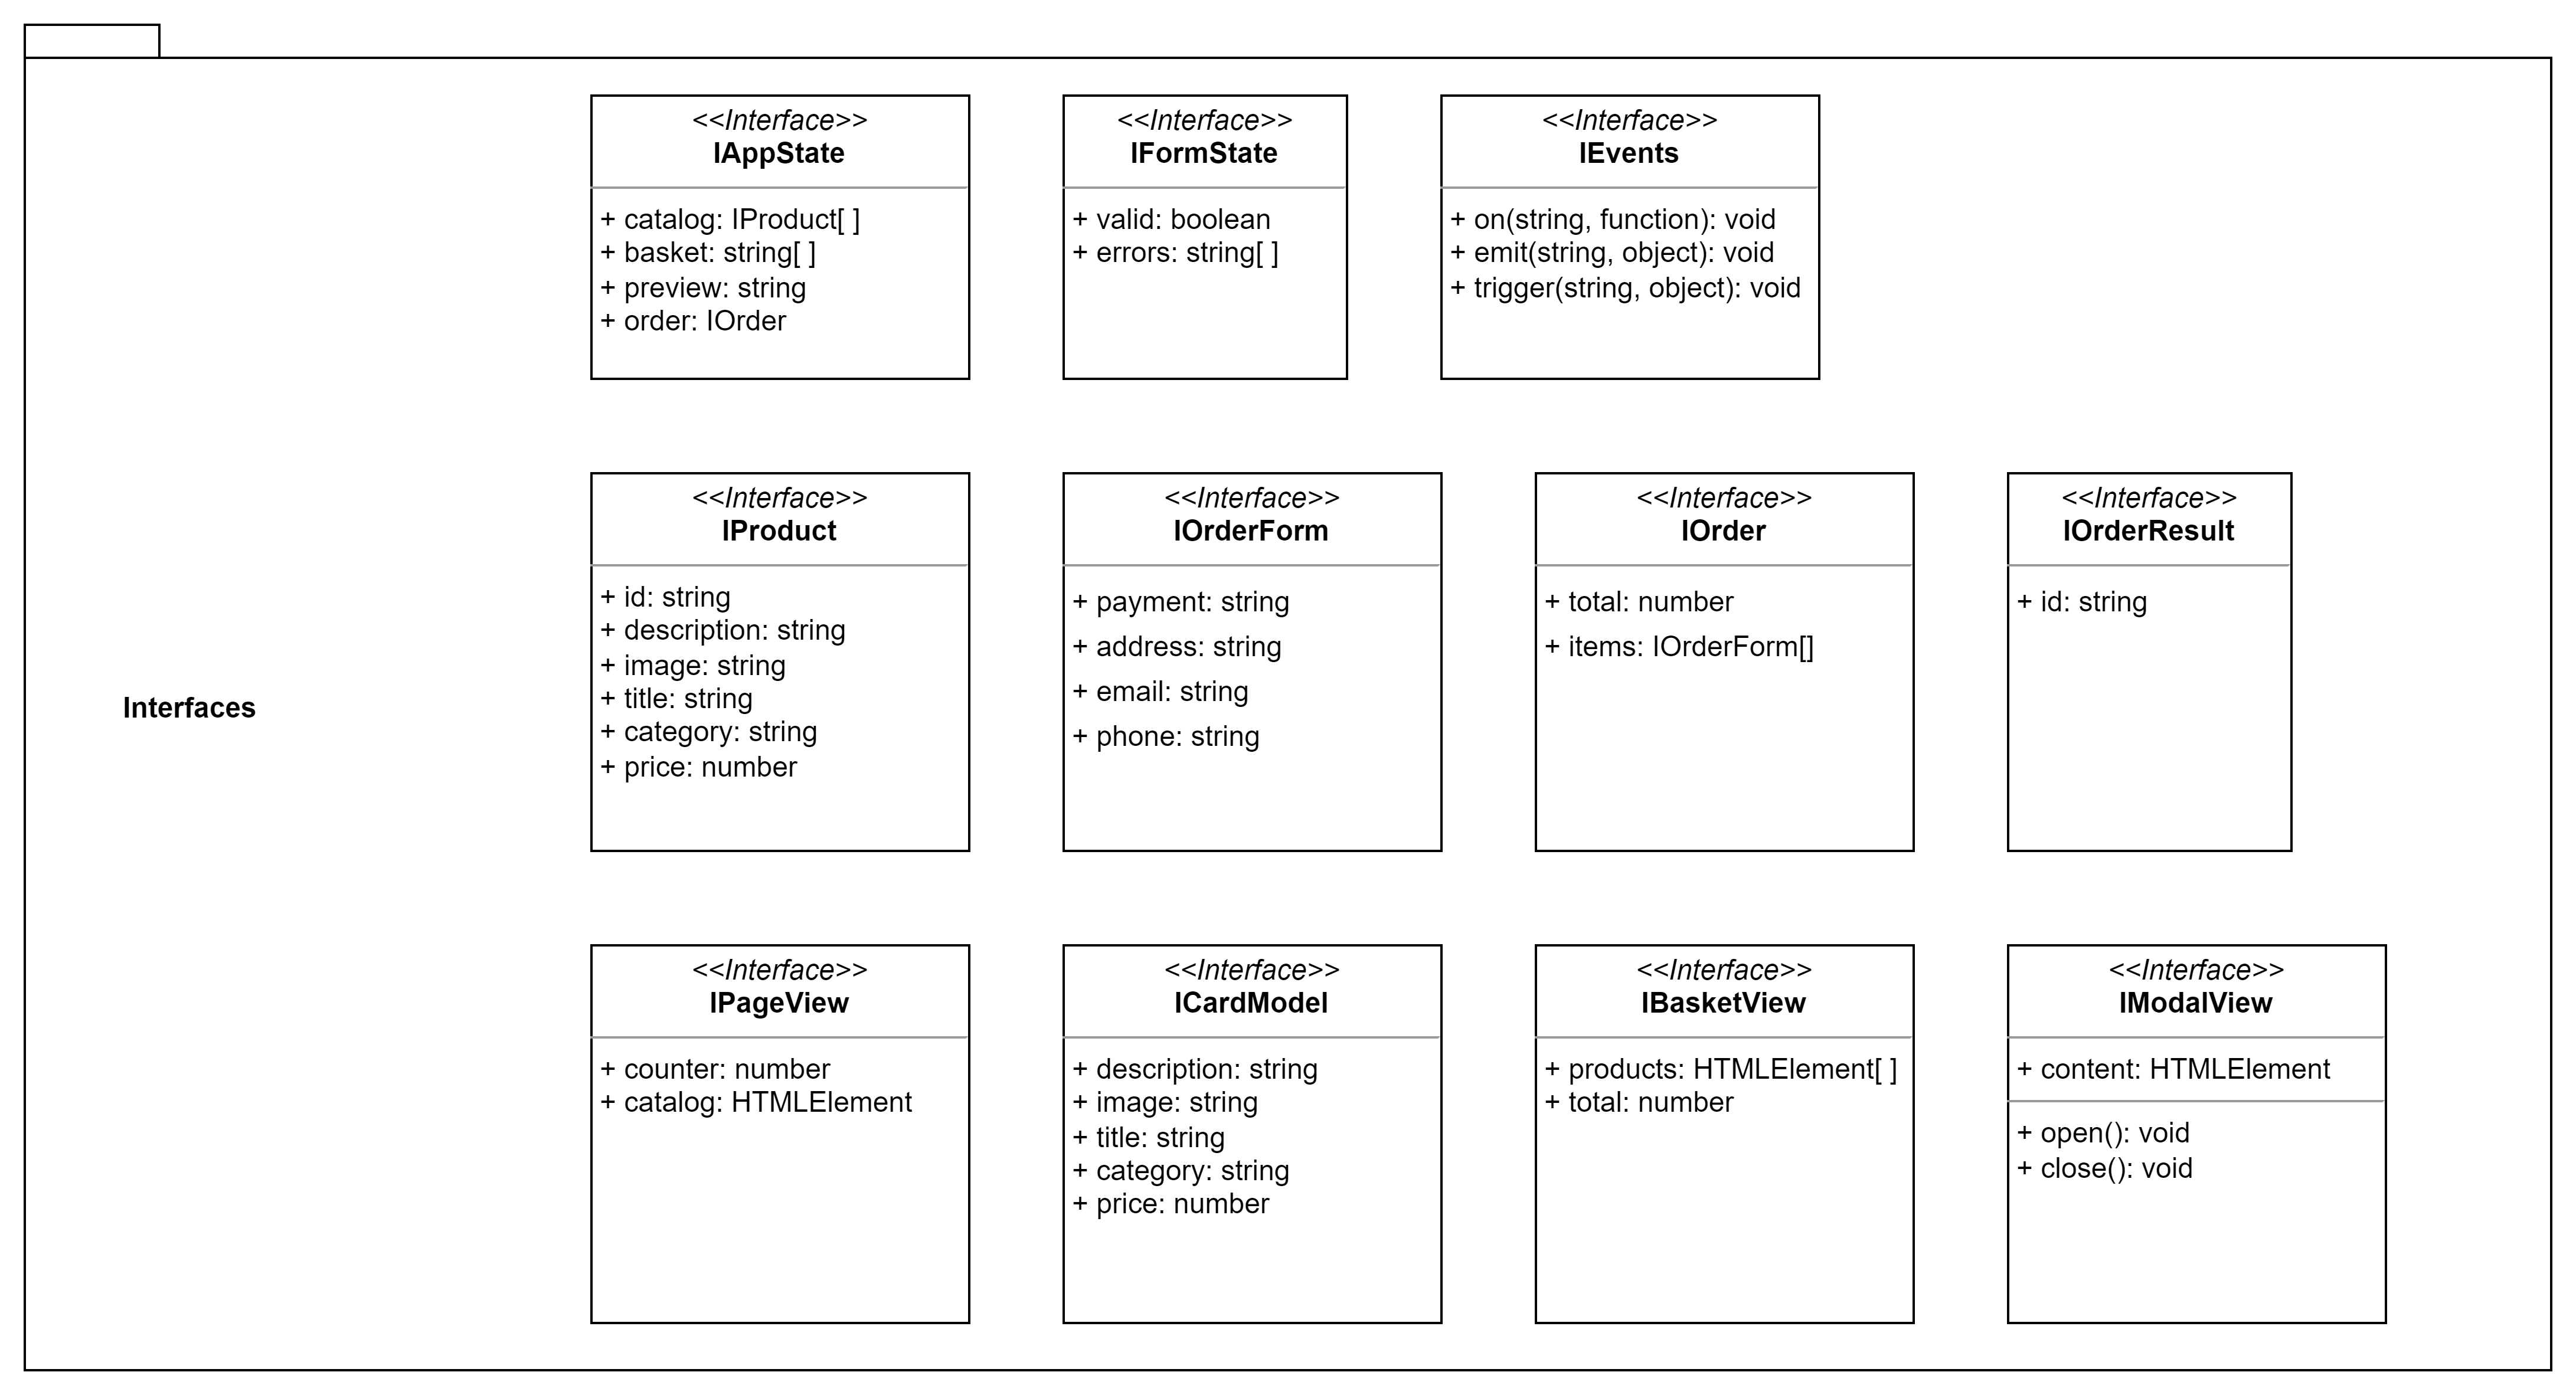 <<Interface>>
IAppState
+ catalog: IProduct[ ]
+ basket: string[ ]
+ preview: string
+ order: IOrder
<<Interface>>
IFormState
+ valid: boolean
+ errors: string[ ]
<<Interface>>
IEvents
+ on(string, function): void
+ emit(string, object): void
+ trigger(string, object): void
Interfaces
<<Interface>>
IProduct
+ id: string
+ description: string
+ image: string
+ title: string
+ category: string
+ price: number
<<Interface>>
IOrderForm
+ payment: string
+ address: string
+ email: string
+ phone: string
<<Interface>>
IOrder
+ total: number
+ items: IOrderForm[]
<<Interface>>
IOrderResult
+ id: string
<<Interface>>
IPageView
+ counter: number
+ catalog: HTMLElement
<<Interface>>
ICardModel
+ description: string
+ image: string
+ title: string
+ category: string
+ price: number
<<Interface>>
IBasketView
+ products: HTMLElement[ ]
+ total: number
<<Interface>>
IModalView
+ content: HTMLElement
+ open(): void
+ close(): void